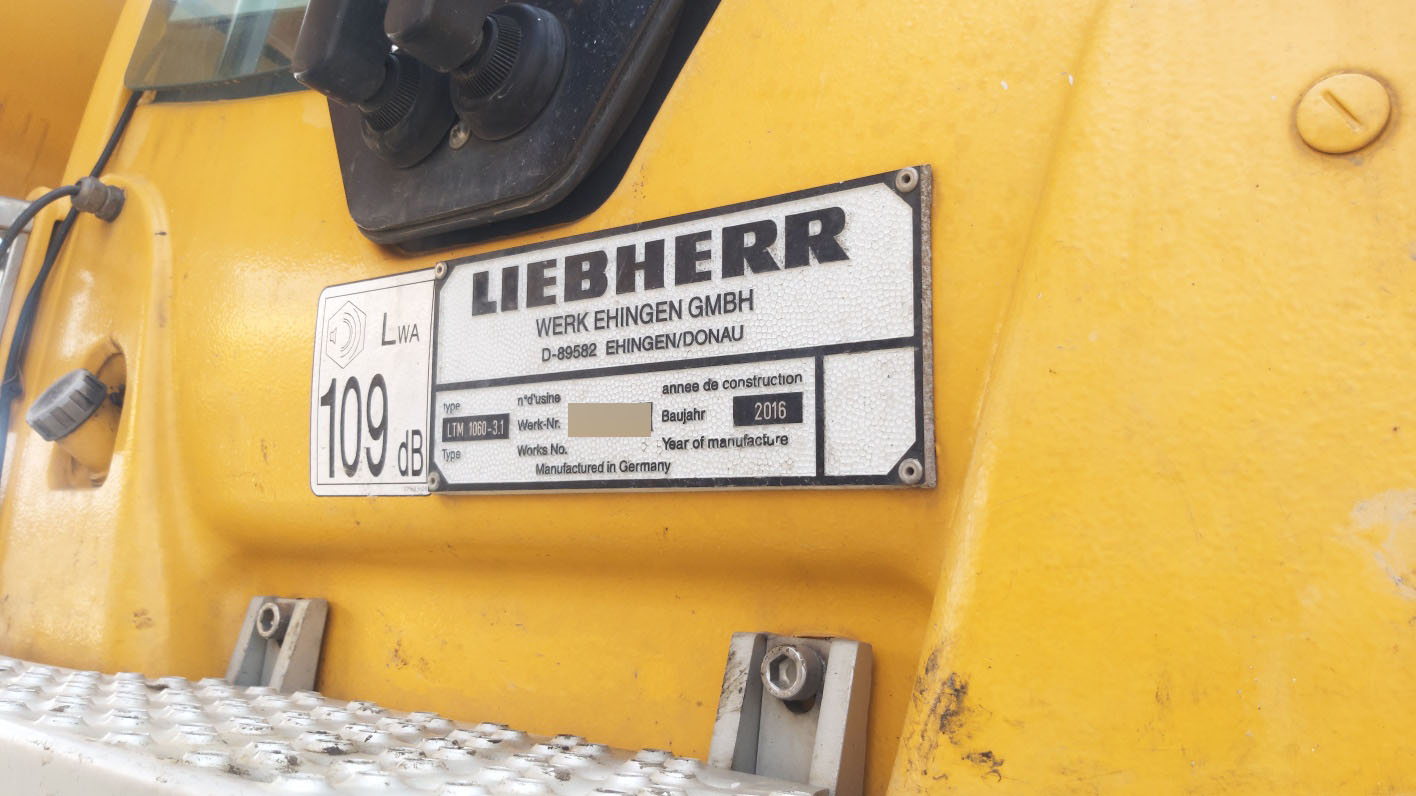 LWA
109 dB
LIEBHERR
WERK EHINGEN GMBH
D-89582 EHINGEN/DONAU
type
LTM 1060-3.1
Type
n°d'usine
Werk-Nr.
Works No.
annee de construction
Baujahr 2016
Year of manufacture
Manufactured in Germany